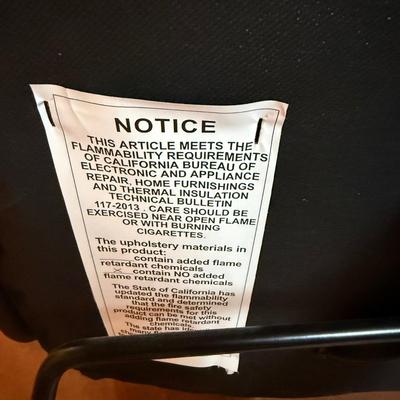 NOTICE
THIS ARTICLE MEETS THE
FLAMMABILITY REQUIREMENTS
OF CALIFORNIA BUREAU OF
ELECTRONIC AND APPLIANCE
REPAIR, HOME FURNISHINGS
AND THERMAL INSULATION
TECHNICAL BULLETIN
117-2013 . CARE SHOULD BE
EXERCISED NEAR OPEN FLAME
OR WITH BURNING
CIGARETTES.
The upholstery materials in
this product:
contain added flame
retardant chemicals
X contain NO added
flame retardant chemicals
The State of California has
updated the flammability
standard and determined
that the fire safety
requirements for this
product can be met without
adding flame retardant
chemicals.
The state has
many